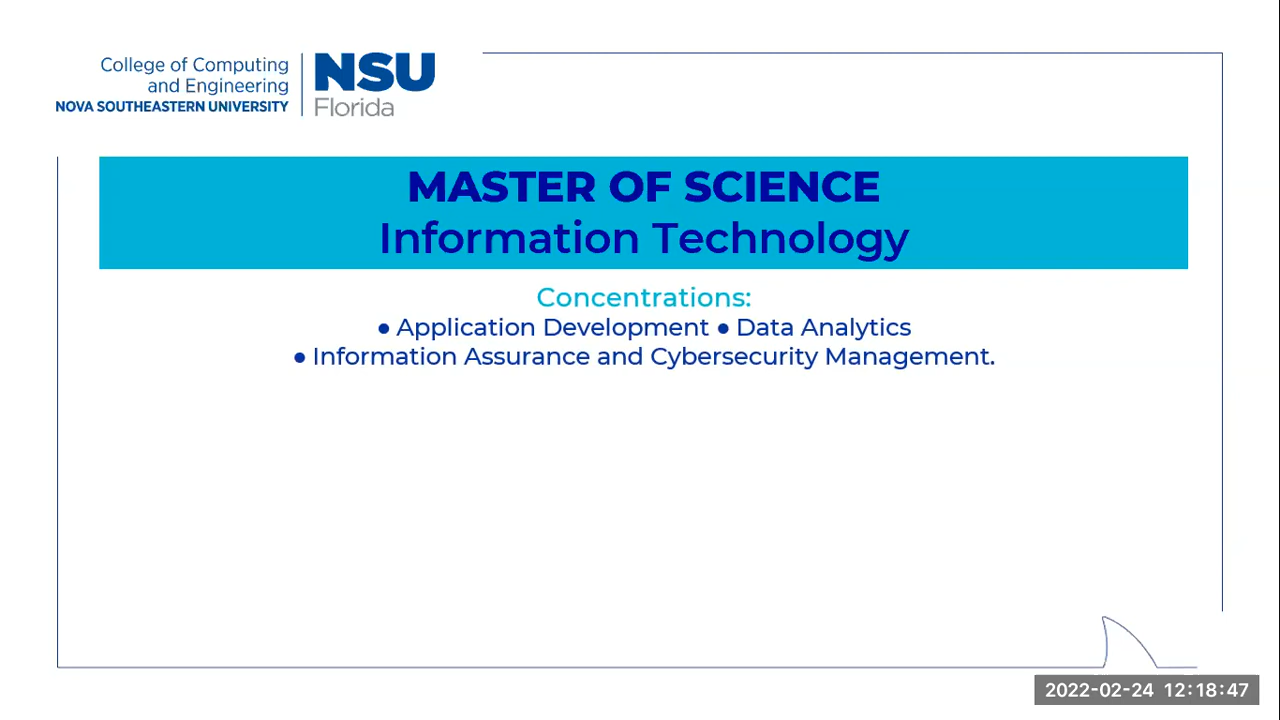 College of Computing
and Engineering
NOVA SOUTHEASTERN UNIVERSITY
NSU
Florida
MASTER OF SCIENCE
Information Technology
Concentrations:
● Application Development ● Data Analytics
● Information Assurance and Cybersecurity Management.
2022-02-24 12:18:47